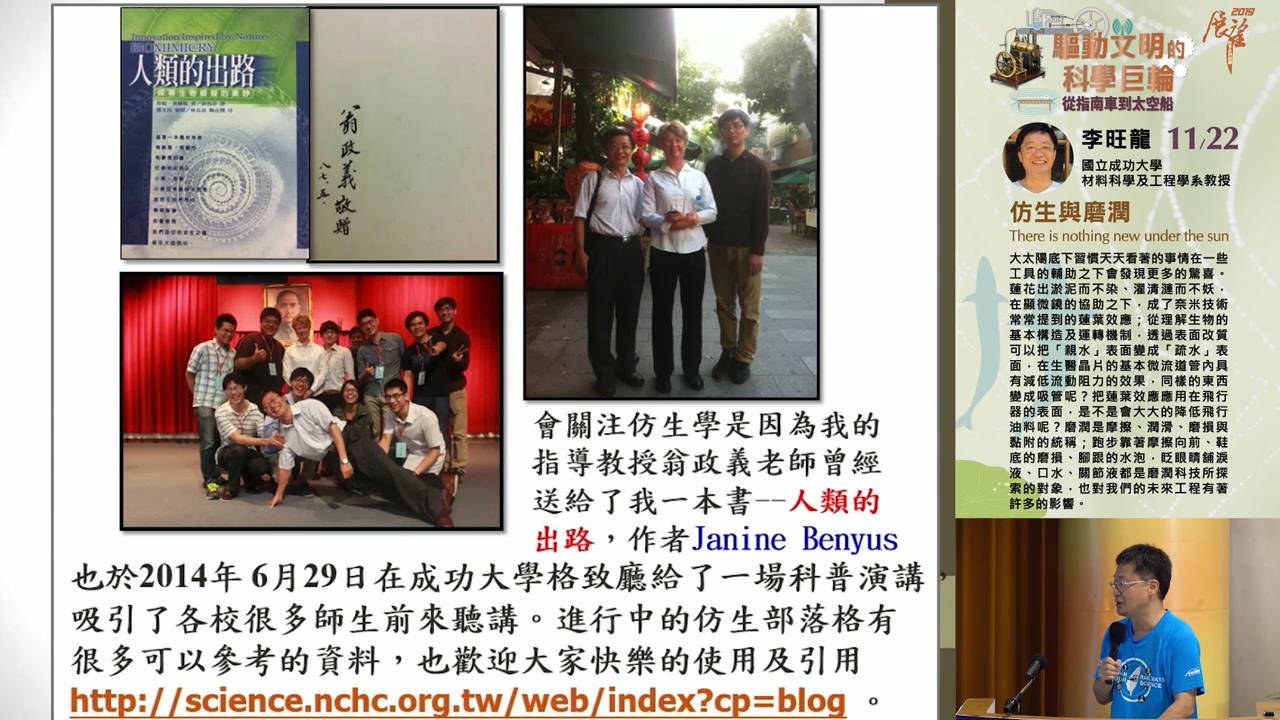 Innovation Inspired by Nature
BIOMIMICRY
人類的出路
翁政義敬贈
八七.五.
會關注仿生學是因為我的
指導教授翁政義老師曾經
送給了我一本書--人類的
出路，作者Janine Benyus，
也於2014年 6月29日在成功大學格致廳給了一場科普演講
吸引了各校很多師生前來聽講。進行中的仿生部落格有
很多可以參考的資料，也歡迎大家快樂的使用及引用
http://science.nchc.org.tw/web/index?cp=blog 。
2019
展望
驅動文明的
科學巨輪
從指南車到太空船
李旺龍 11/22
國立成功大學
材料科學及工程學系教授
仿生與磨潤
There is nothing new under the sun
大太陽底下習慣天天看著的事情在一些
工具的輔助之下會發現更多的驚喜。
蓮花出淤泥而不染、濯清漣而不妖，
在顯微鏡的協助之下，成了奈米技術
常常提到的蓮葉效應；從理解生物的
基本構造及運轉機制，透過表面改質
可以把「親水」表面變成「疏水」表
面，在生醫晶片的基本微流道管內具
有減低流動阻力的效果，同樣的東西
變成吸管呢？把蓮葉效應應用在飛行
器的表面，是不是會大大的降低飛行
油料呢？磨潤是摩擦、潤滑、磨損與
黏附的統稱；跑步靠著摩擦向前、鞋
底的磨損、腳跟的水泡，眨眼睛舖淚
液、口水、關節液都是磨潤科技所探
索的對象，也對我們的未來工程有著
許多的影響。